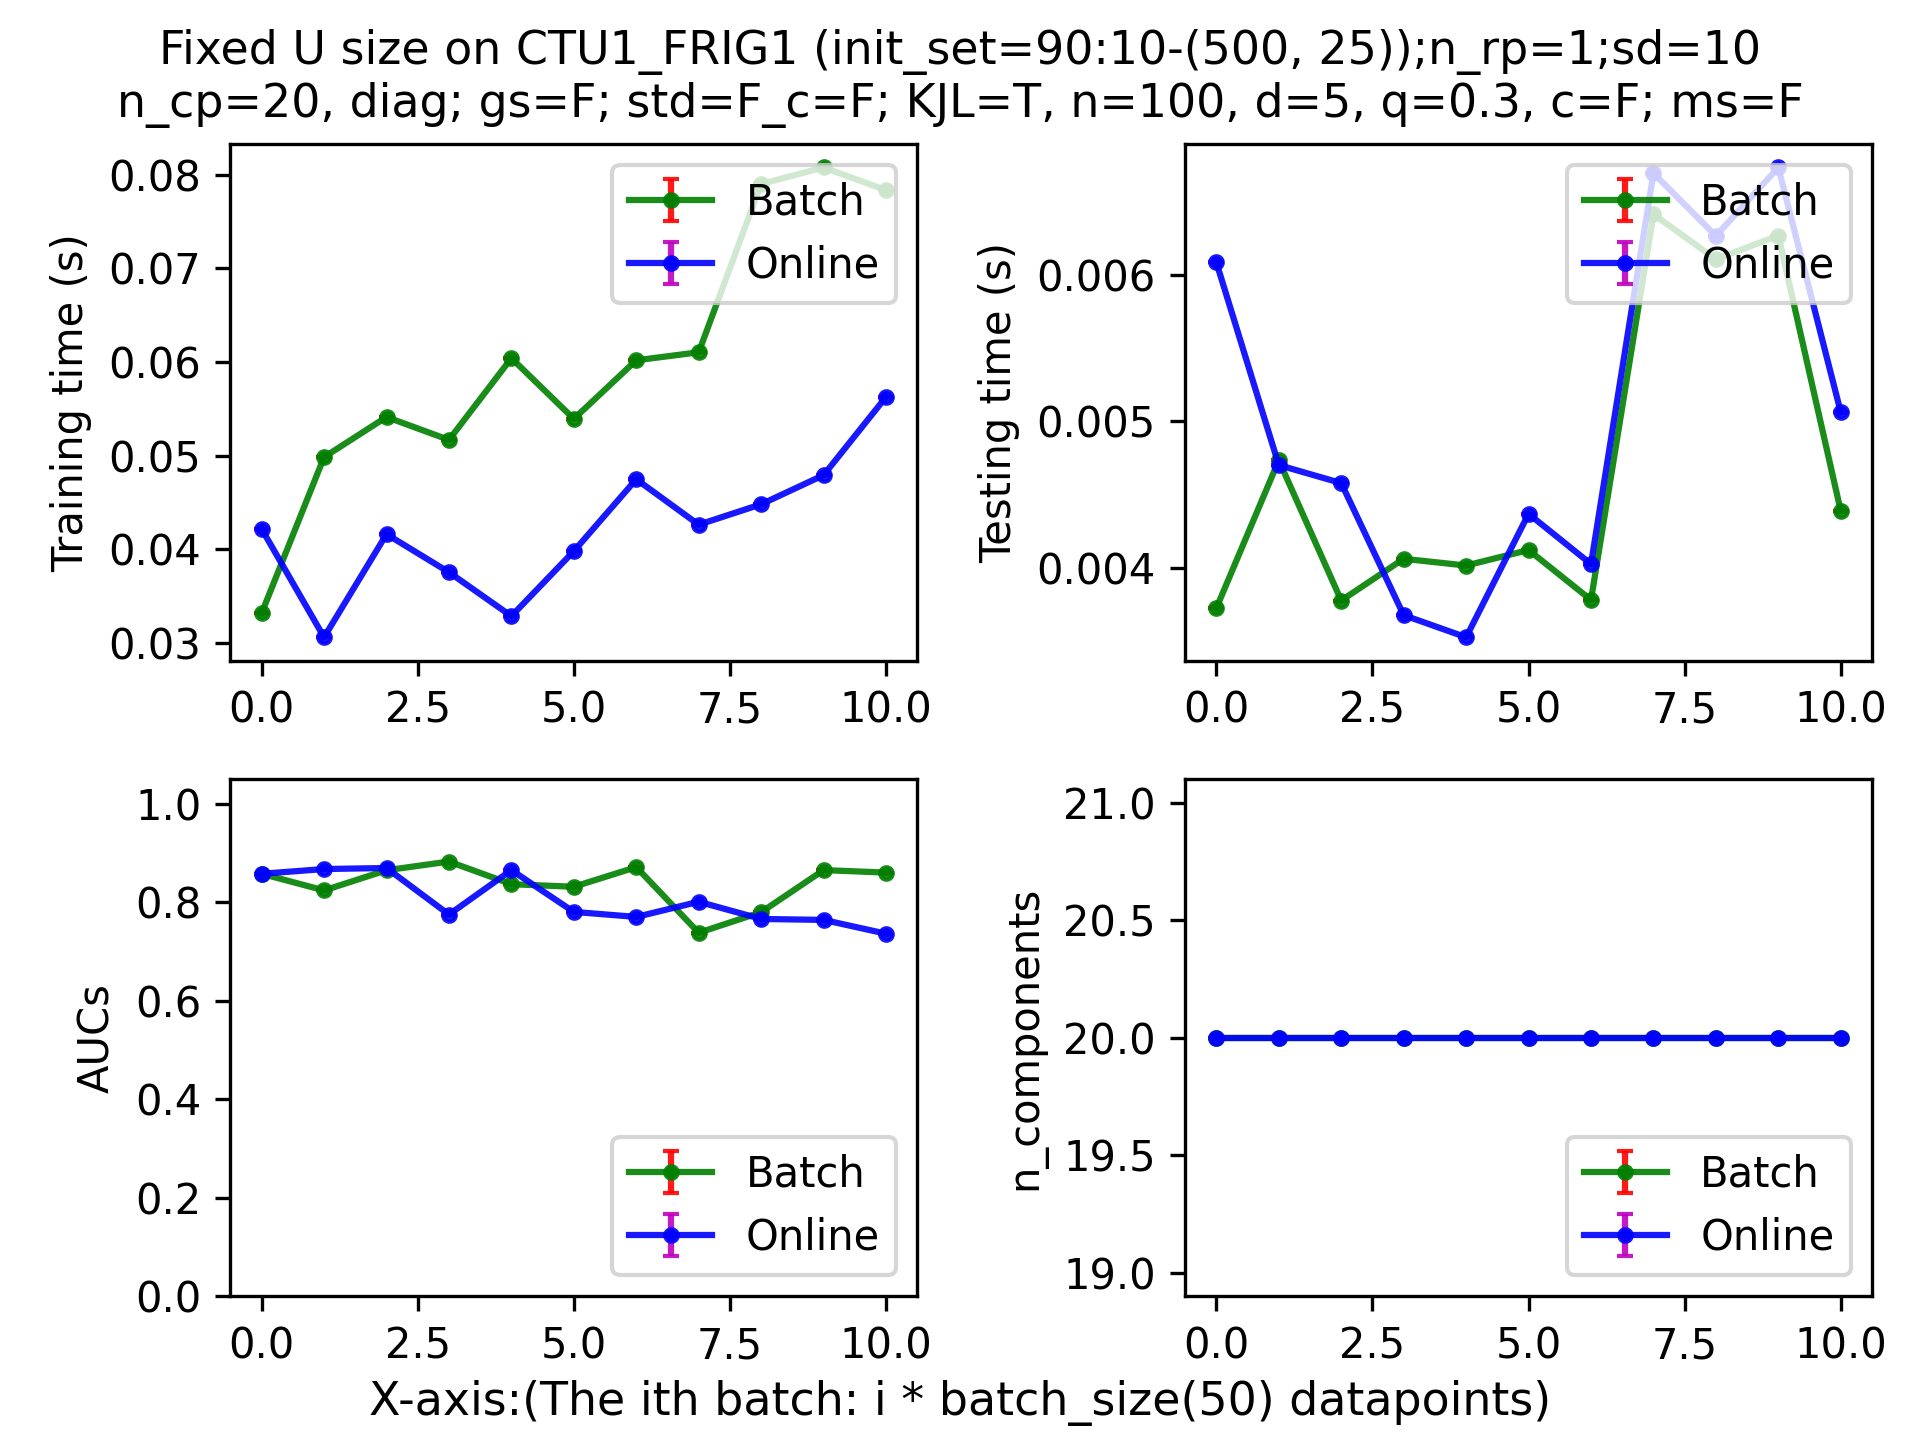 Fixed U size on CTU1_FRIG1 (init_set=90:10-(500, 25));n_rp=1;sd=10
n_cp=20, diag; gs=F; std=F_c=F; KJL=T, n=100, d=5, q=0.3, c=F; ms=F
Training time (s)
0.08
0.07
0.06
0.05
0.04
0.03
0.0 2.5 5.0 7.5 10.0
Batch
Online
Testing time (s)
0.006
0.005
0.004
0.0 2.5 5.0 7.5 10.0
Batch
Online
AUCs
1.0
0.8
0.6
0.4
0.2
0.0
0.0 2.5 5.0 7.5 10.0
Batch
Online
n_components
21.0
20.5
20.0
19.5
19.0
0.0 2.5 5.0 7.5 10.0
Batch
Online
X-axis:(The ith batch: i * batch_size(50) datapoints)